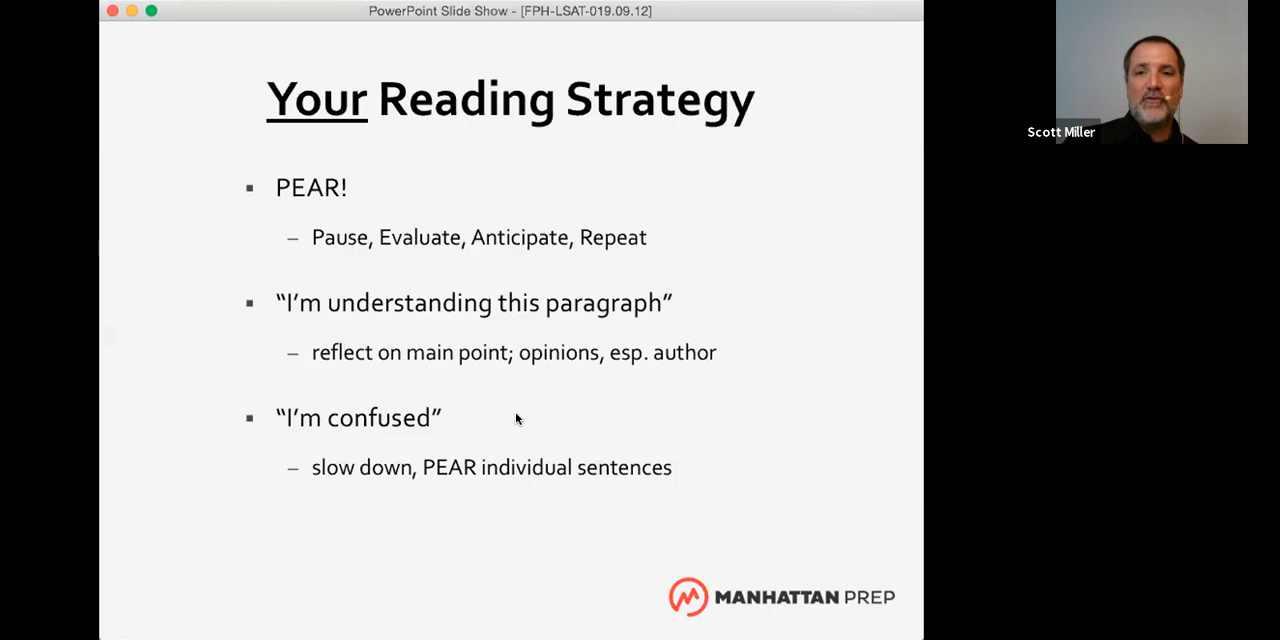 PowerPoint Slide Show - [FPH-LSAT-019.09.12]
Your Reading Strategy
▪ PEAR!
– Pause, Evaluate, Anticipate, Repeat
▪ “I’m understanding this paragraph”
– reflect on main point; opinions, esp. author
▪ “I’m confused”
– slow down, PEAR individual sentences
MANHATTAN PREP
Scott Miller